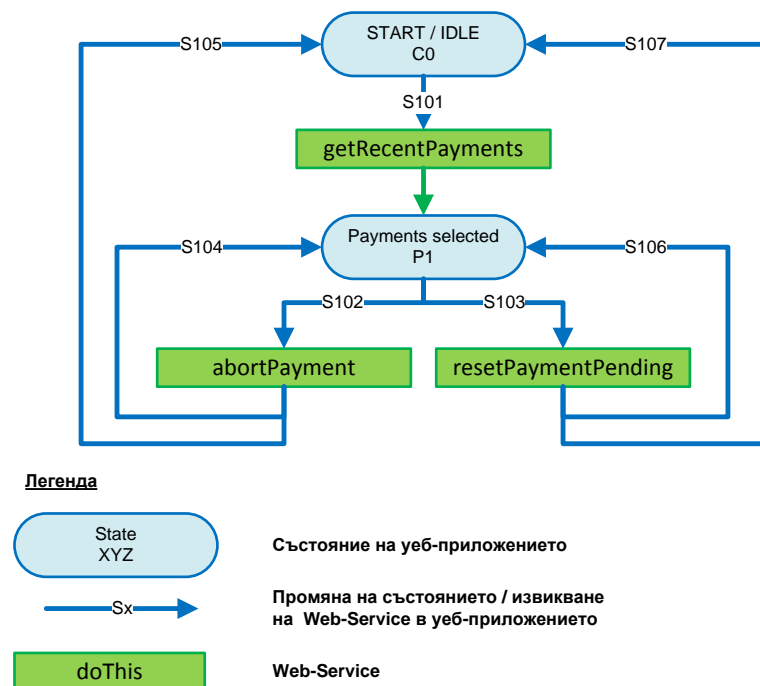 START / IDLE
C0
S105
S107
S101
getRecentPayments
Payments selected
P1
S104
S106
S102
S103
abortPayment
resetPaymentPending
Легенда
State
XYZ
Състояние на уеб-приложението
Sx
Промяна на състоянието / извикване
на Web-Service в уеб-приложението
doThis
Web-Service